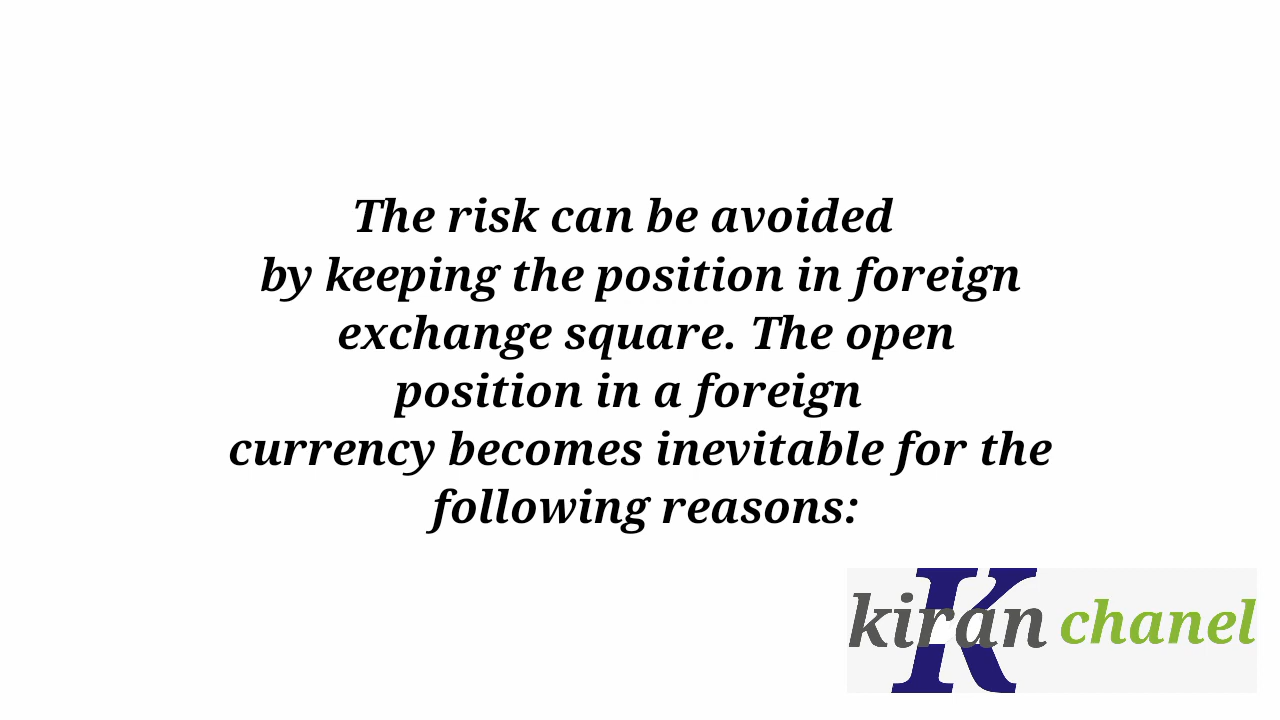 The risk can be avoided
by keeping the position in foreign
exchange square. The open
position in a foreign
currency becomes inevitable for the
following reasons:
kiran chanel
K